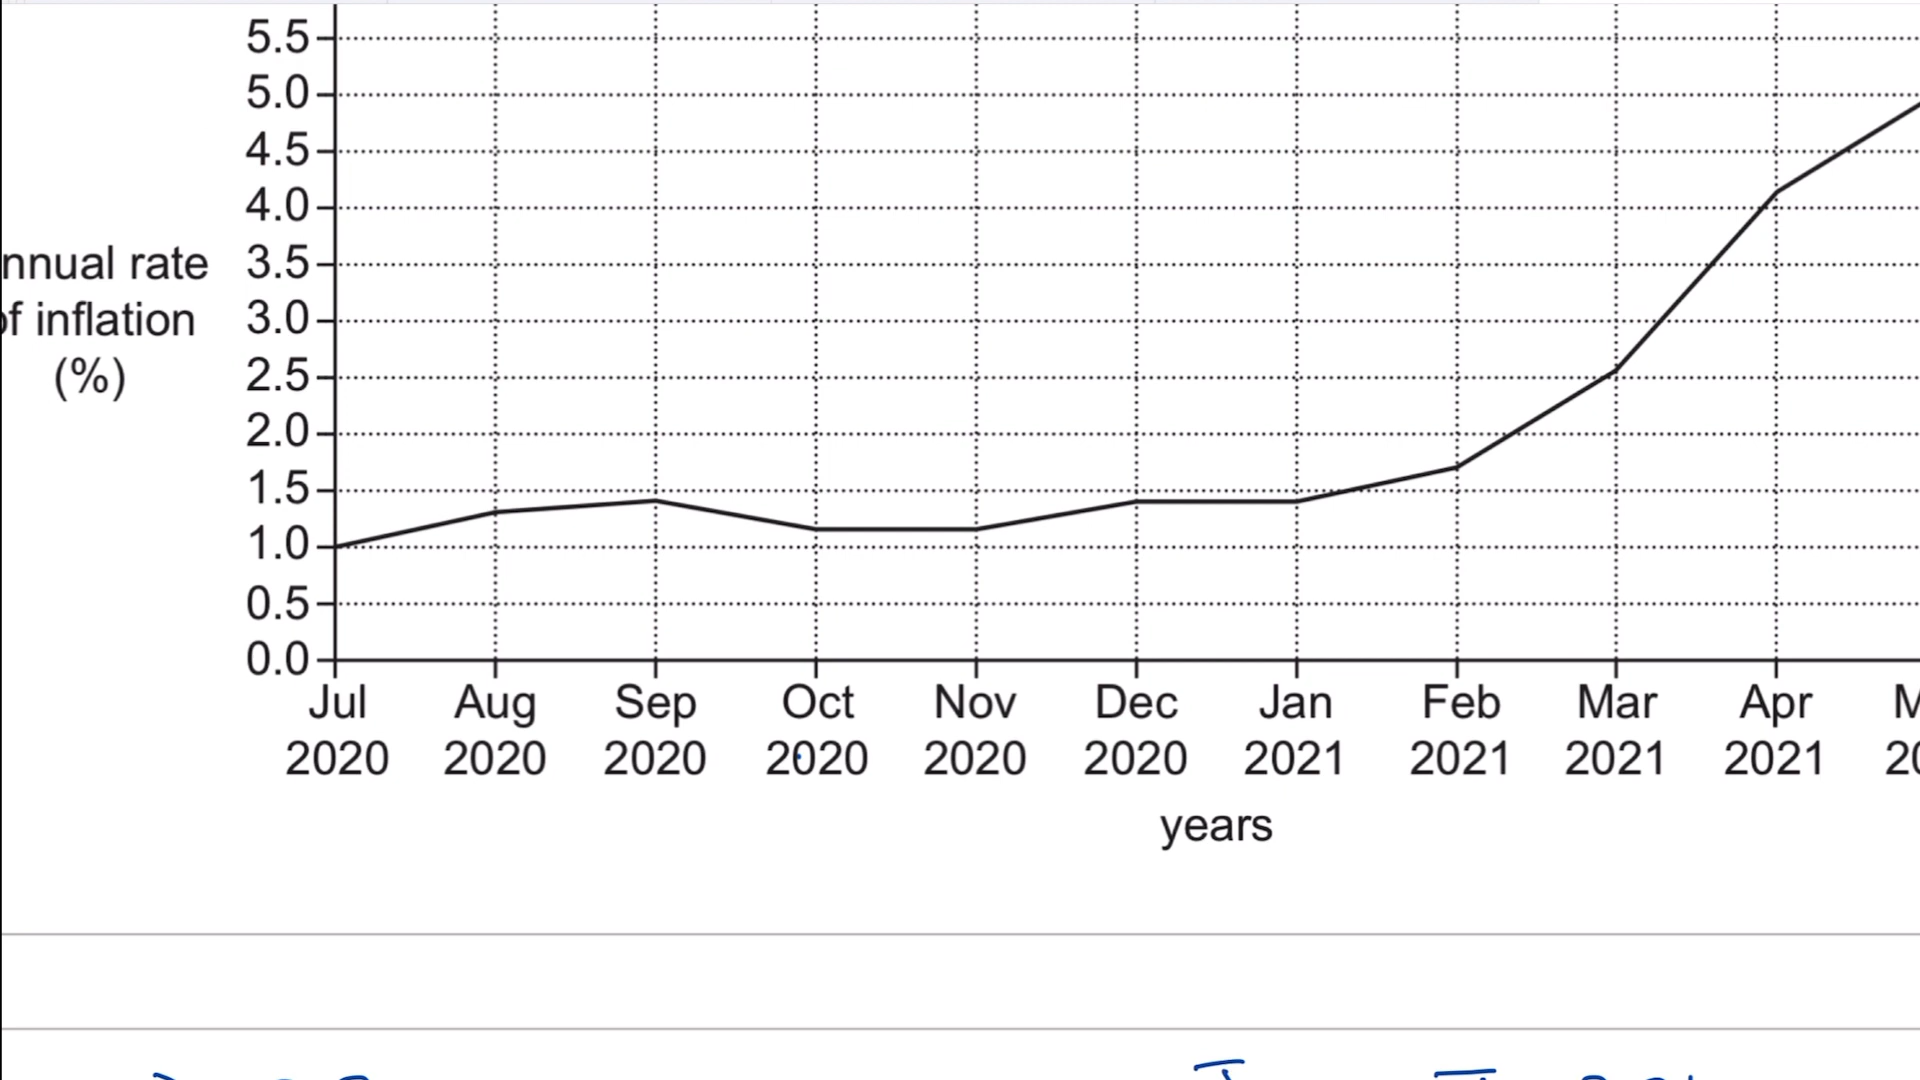 5.5
5.0
4.5
4.0
nnual rate 3.5
of inflation 3.0
(%) 2.5
2.0
1.5
1.0
0.5
0.0
Jul Aug Sep Oct Nov Dec Jan Feb Mar Apr M
2020 2020 2020 2020 2020 2020 2021 2021 2021 2021 20
years